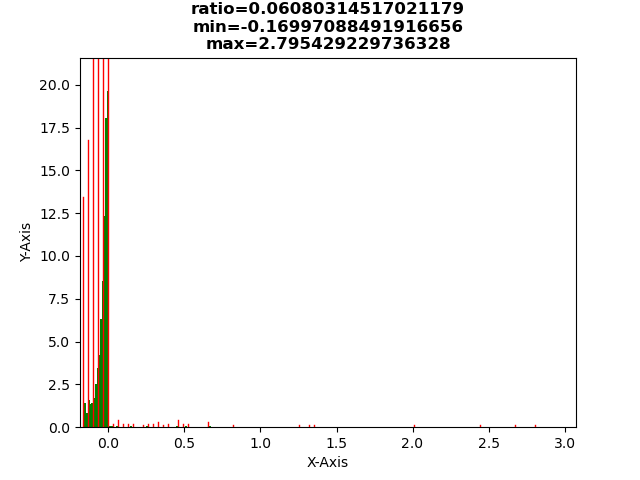 ratio=0.06080314517021179
min=-0.16997088491916656
max=2.795429229736328
20.0
17.5
15.0
12.5
10.0
7.5
5.0
2.5
0.0
Y-Axis
0.0 0.5 1.0 1.5 2.0 2.5 3.0
X-Axis